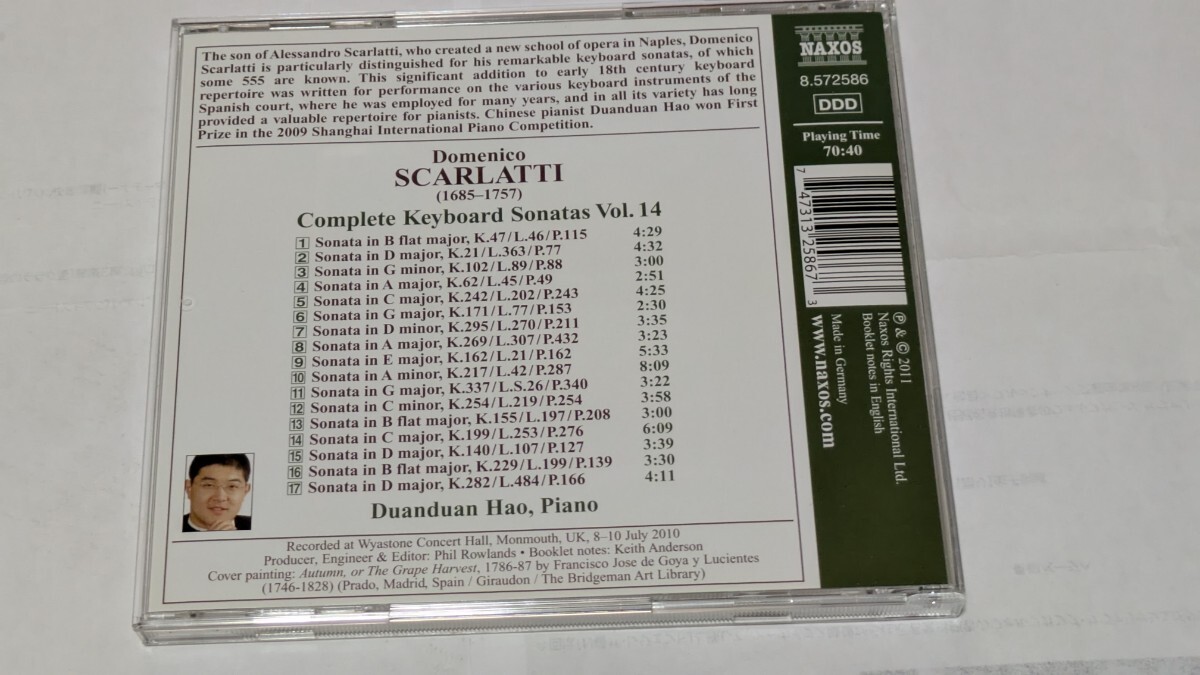 The son of Alessandro Scarlatti, who created a new school of opera in Naples, Domenico
Scarlatti is particularly distinguished for his remarkable keyboard sonatas, of which
some 555 are known. This significant addition to early 18th century keyboard
repertoire was written for performance on the various keyboard instruments of the
Spanish court, where he was employed for many years, and in all its variety has long
provided a valuable repertoire for pianists. Chinese pianist Duanduan Hao won First
Prize in the 2009 Shanghai International Piano Competition.
Domenico
SCARLATTI
(1685–1757)
Complete Keyboard Sonatas Vol. 14
1 Sonata in B flat major, K.47/L.46/P.115 4:29
2 Sonata in D major, K.21/L.363/P.77 4:32
3 Sonata in G minor, K.102/L.89/P.88 3:00
4 Sonata in A major, K.62/L.45/P.49 2:51
5 Sonata in C major, K.242/L.202/P.243 4:25
6 Sonata in G major, K.171/L.77/P.153 2:30
7 Sonata in D minor, K.295/L.270/P.211 3:35
8 Sonata in A major, K.269/L.307/P.432 3:23
9 Sonata in E major, K.162/L.21/P.162 5:33
10 Sonata in A minor, K.217/L.42/P.287 8:09
11 Sonata in G major, K.337/L.S.26/P.340 3:22
12 Sonata in C minor, K.254/L.219/P.254 3:58
13 Sonata in B flat major, K.155/L.197/P.208 3:00
14 Sonata in C major, K.199/L.253/P.276 6:09
15 Sonata in D major, K.140/L.107/P.127 3:39
16 Sonata in B flat major, K.229/L.199/P.139 3:30
17 Sonata in D major, K.282/L.484/P.166 4:11
Duanduan Hao, Piano
Recorded at Wyastone Concert Hall, Monmouth, UK, 8–10 July 2010
Producer, Engineer & Editor: Phil Rowlands • Booklet notes: Keith Anderson
Cover painting: Autumn, or The Grape Harvest, 1786-87 by Francisco Jose de Goya y Lucientes
(1746-1828) (Prado, Madrid, Spain / Giraudon / The Bridgeman Art Library)
NAXOS
8.572586
DDD
Playing Time
70:40
7 47313 25867 3
℗ & © 2011
Naxos Rights International Ltd.
Booklet notes in English
Made in Germany
www.naxos.com